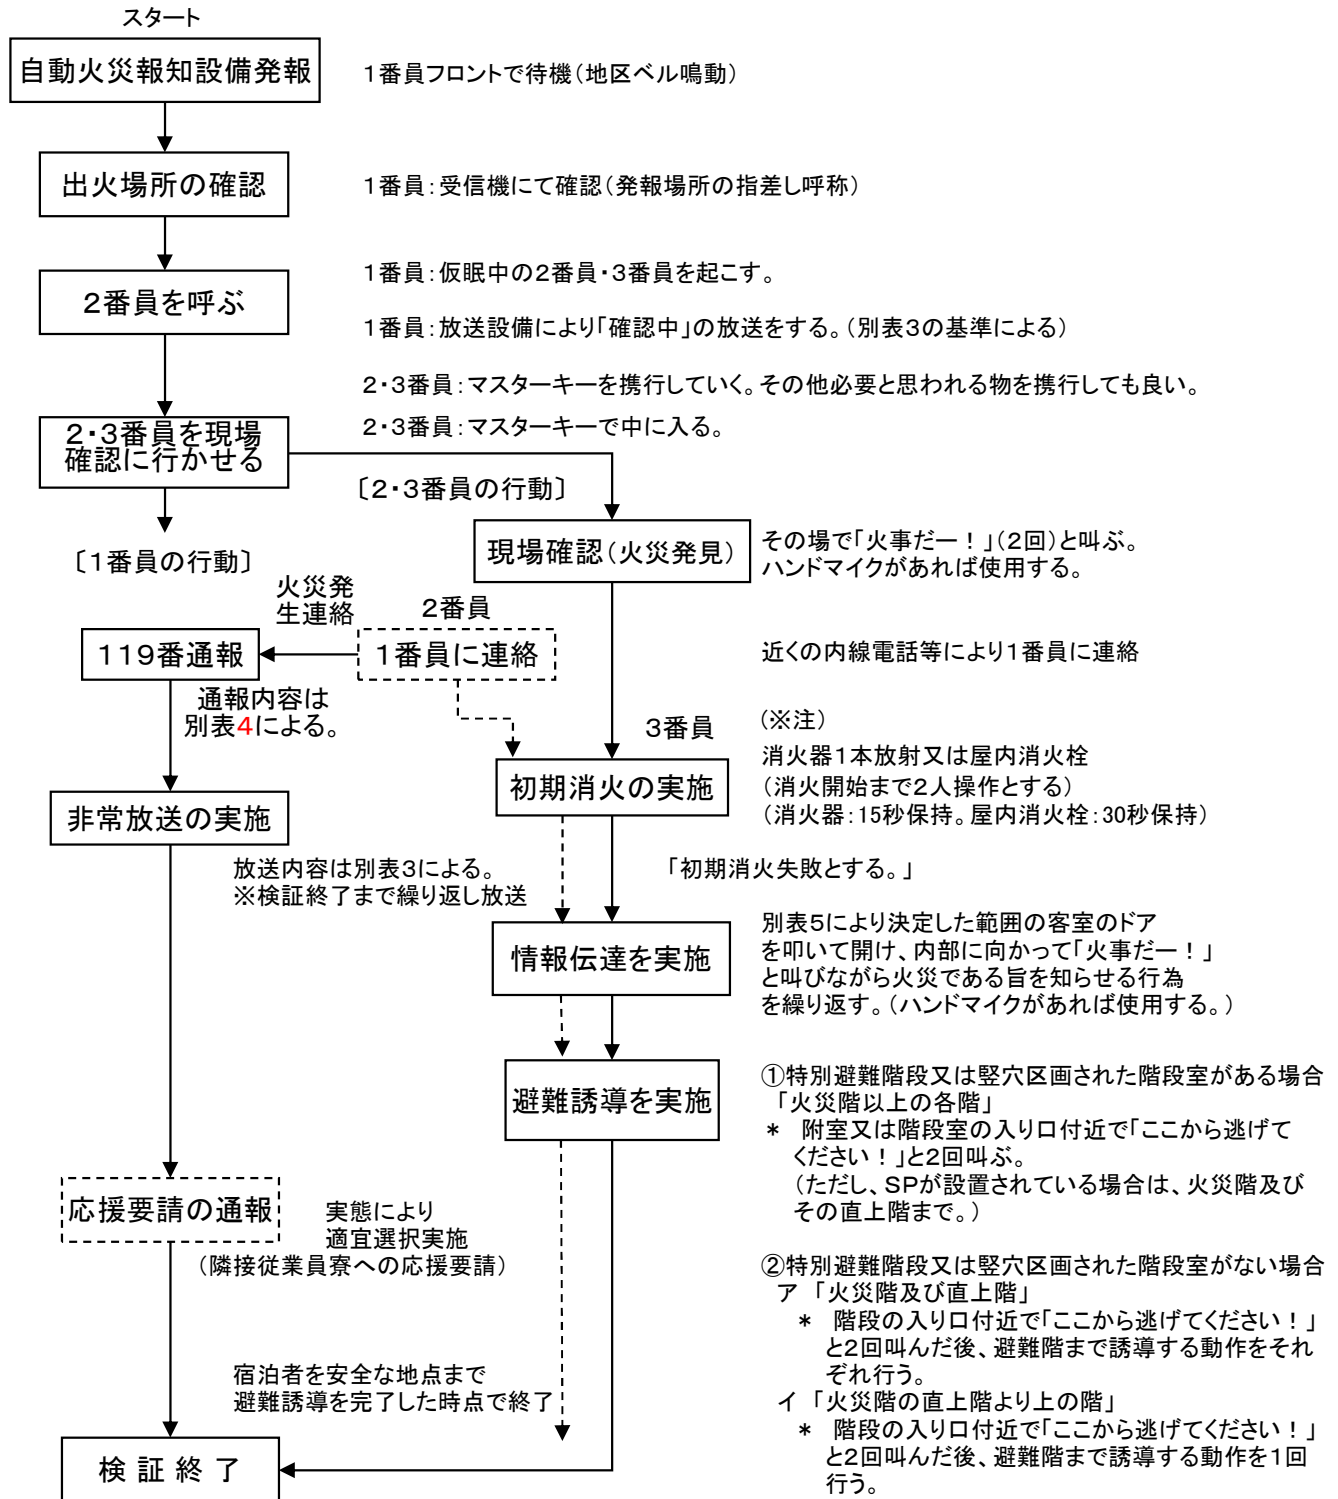 スタート
自動火災報知設備発報
１番員フロントで待機（地区ベル鳴動）
出火場所の確認
１番員：受信機にて確認（発報場所の指差し呼称）
１番員：仮眠中の２番員・３番員を起こす。
２番員を呼ぶ
１番員：放送設備により「確認中」の放送をする。（別表３の基準による）
２・３番員：マスターキーを携行していく。その他必要と思われる物を携行しても良い。
２・３番員：マスターキーで中に入る。
２・３番員を現場
確認に行かせる
〔２・３番員の行動〕
〔１番員の行動〕
現場確認（火災発見）
その場で「火事だー！」（２回）と叫ぶ。
ハンドマイクがあれば使用する。
火災発
生連絡
２番員
１１９番通報
１番員に連絡
近くの内線電話等により１番員に連絡
通報内容は
別表４による。
３番員
（※注）
初期消火の実施
消火器１本放射又は屋内消火栓
（消火開始まで２人操作とする）
（消火器：15秒保持。屋内消火栓：30秒保持）
非常放送の実施
放送内容は別表３による。
※検証終了まで繰り返し放送
「初期消火失敗とする。」
情報伝達を実施
別表５により決定した範囲の客室のドア
を叩いて開け、内部に向かって「火事だー！」
と叫びながら火災である旨を知らせる行為
を繰り返す。（ハンドマイクがあれば使用する。）
避難誘導を実施
①特別避難階段又は竪穴区画された階段室がある場合
「火災階以上の各階」
＊　附室又は階段室の入り口付近で「ここから逃げて
ください！」と２回叫ぶ。
（ただし、ＳＰが設置されている場合は、火災階及び
その直上階まで。）
応援要請の通報
実態により
適宜選択実施
（隣接従業員寮への応援要請）
②特別避難階段又は竪穴区画された階段室がない場合
ア 「火災階及び直上階」
＊　階段の入り口付近で「ここから逃げてください！」
と２回叫んだ後、避難階まで誘導する動作をそれ
ぞれ行う。
イ 「火災階の直上階より上の階」
＊　階段の入り口付近で「ここから逃げてください！」
と２回叫んだ後、避難階まで誘導する動作を１回
行う。
宿泊者を安全な地点まで
避難誘導を完了した時点で終了
検 証 終 了